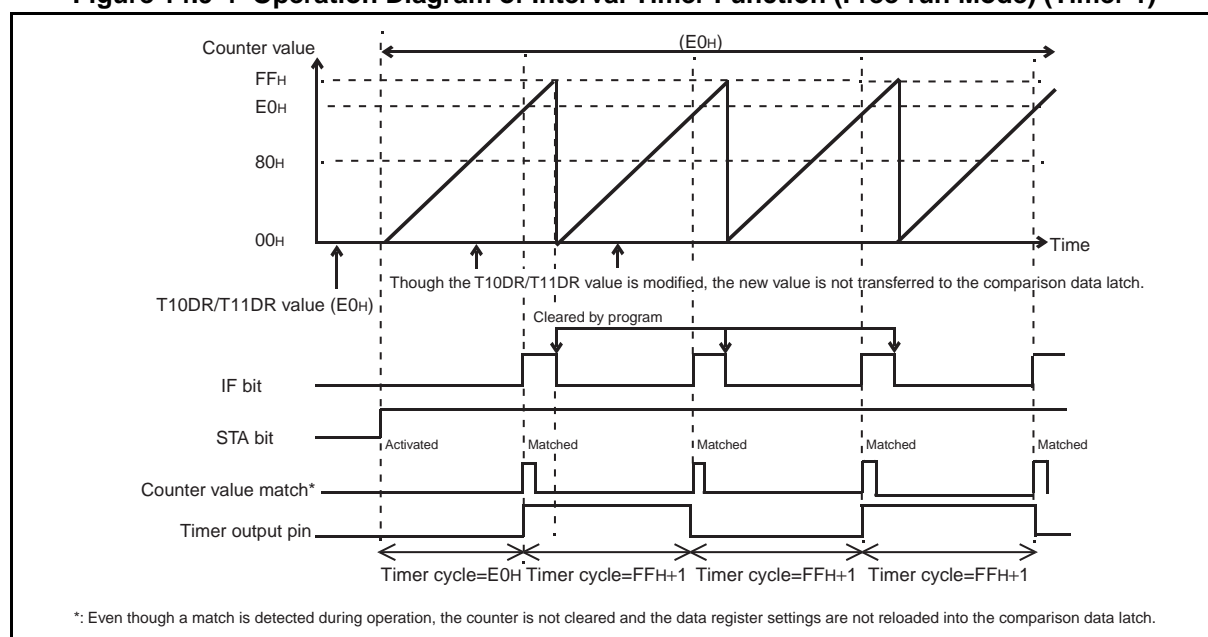 Figure 14.9-1 Operation Diagram of Interval Timer Function (Free-run Mode) (Timer 1)
Counter value
(E0H)
FFH
E0H
80H
00H
Time
Though the T10DR/T11DR value is modified, the new value is not transferred to the comparison data latch.
T10DR/T11DR value (E0H)
Cleared by program
IF bit
STA bit
Activated
Matched
Matched
Matched
Matched
Counter value match*
Timer output pin
Timer cycle=E0H
Timer cycle=FFH+1
Timer cycle=FFH+1
Timer cycle=FFH+1
*: Even though a match is detected during operation, the counter is not cleared and the data register settings are not reloaded into the comparison data latch.